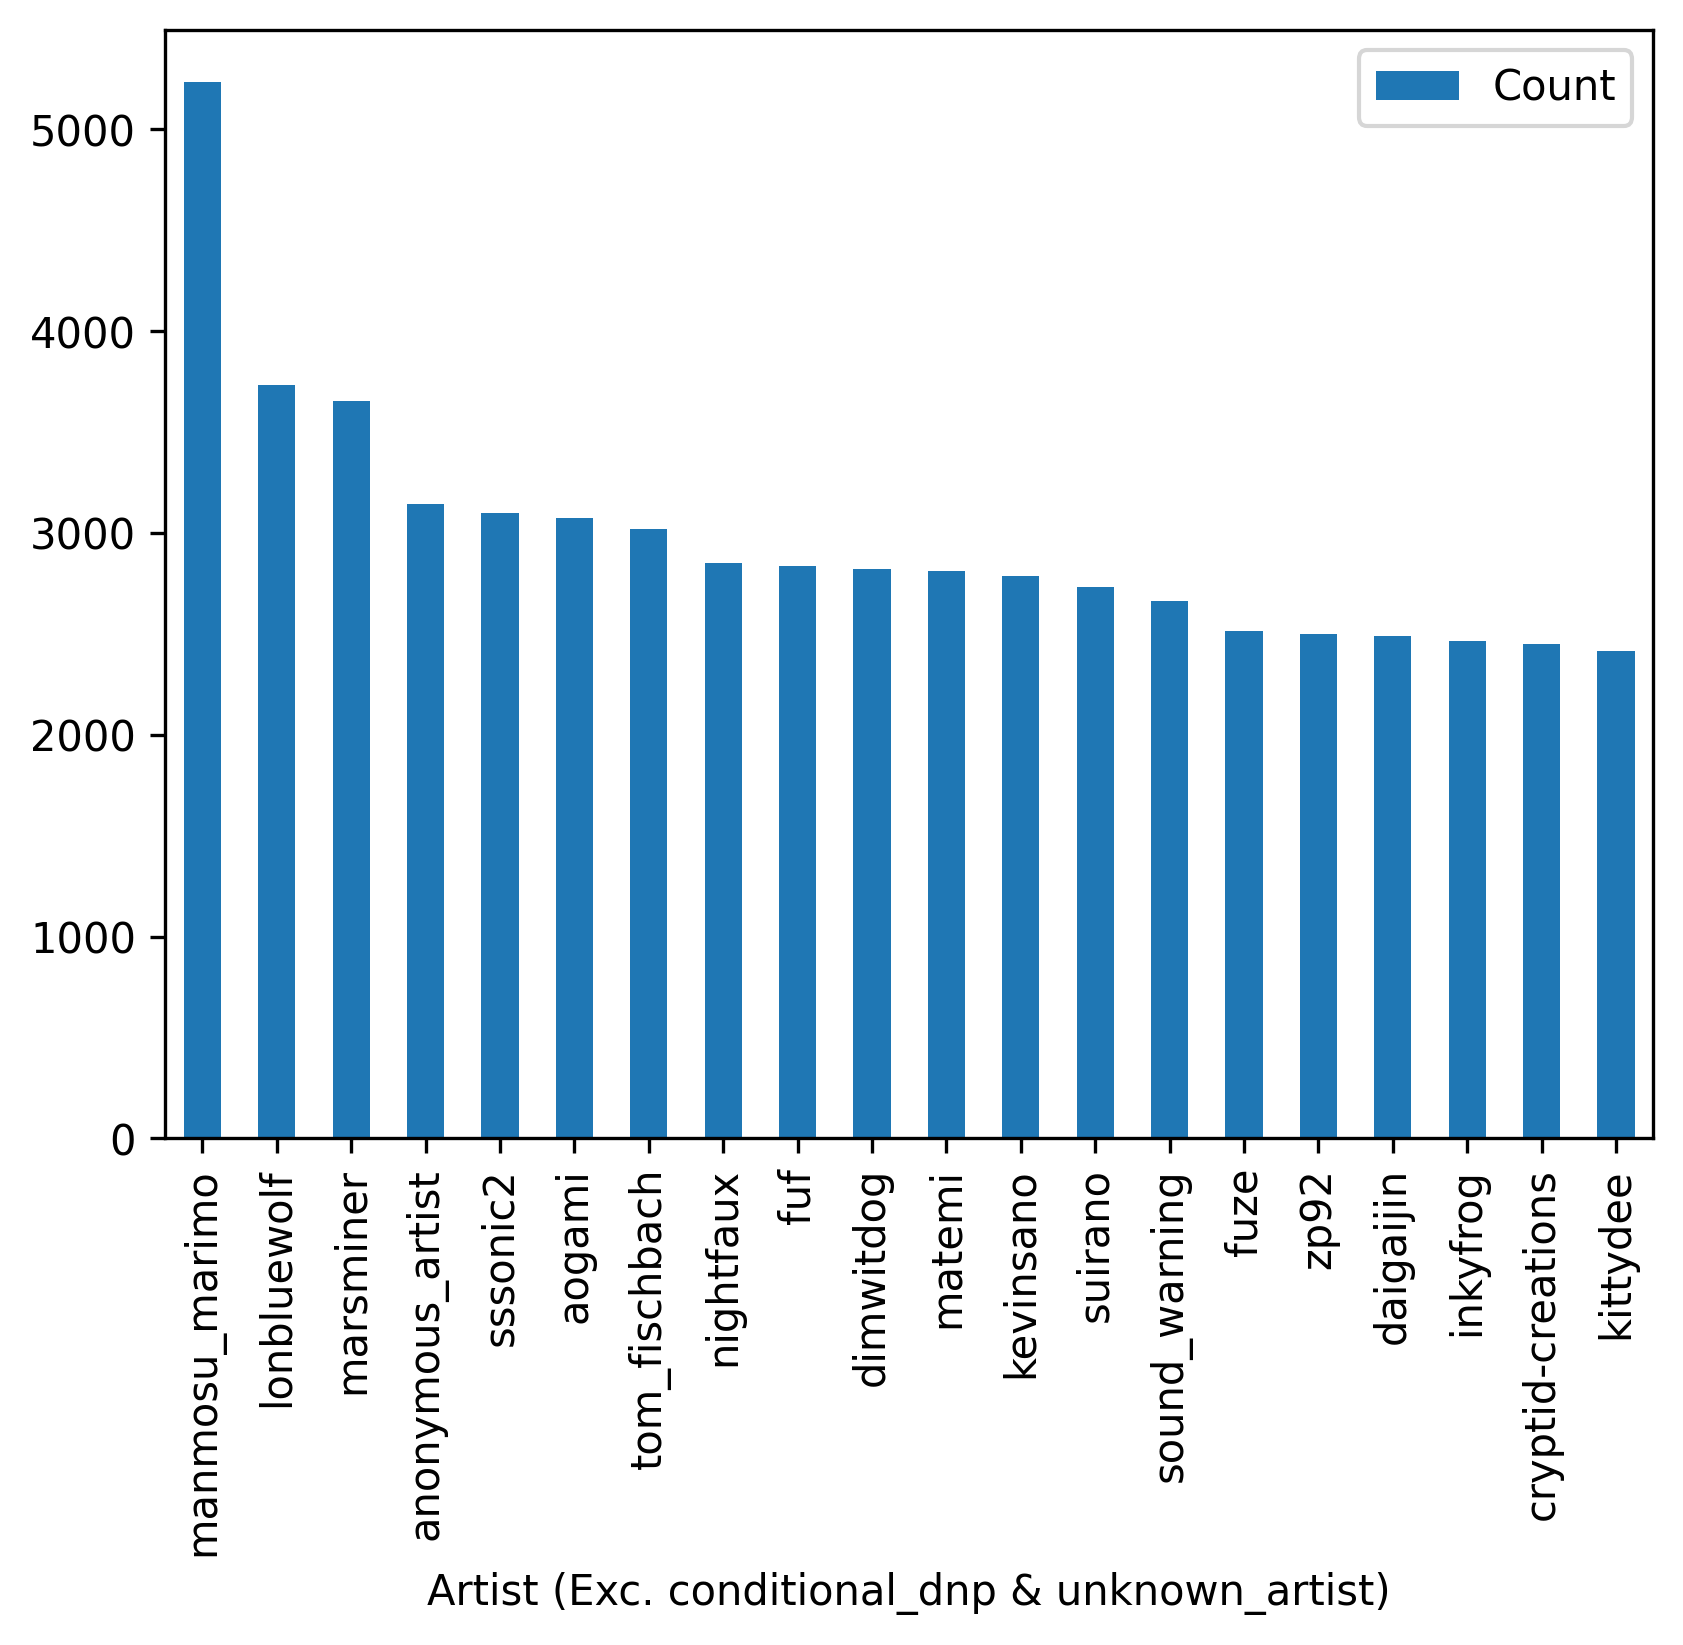 Count
5000
4000
3000
2000
1000
0
manmosu_marimo
lonbluewolf
marsminer
anonymous_artist
sssonic2
aogami
tom_fischbach
nightfaux
fuf
dimwitdog
matemi
kevinsano
suirano
sound_warning
fuze
zp92
daigaijin
inkyfrog
cryptid-creations
kittydee
Artist (Exc. conditional_dnp & unknown_artist)